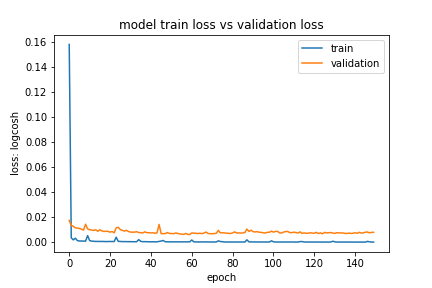 model train loss vs validation loss
train
validation
loss: logcosh
0.16
0.14
0.12
0.10
0.08
0.06
0.04
0.02
0.00
0 20 40 60 80 100 120 140
epoch